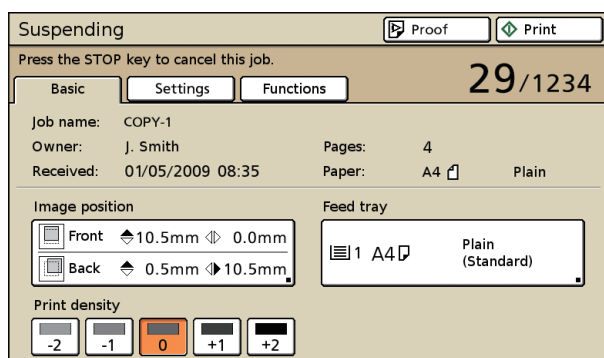 Suspending
Proof
Print
Press the STOP key to cancel this job.
29/1234
Basic
Settings
Functions
Job name: COPY-1
Owner: J. Smith
Pages: 4
Received: 01/05/2009 08:35
Paper: A4 Plain
Image position
Feed tray
Front 10.5mm 0.0mm
Back 0.5mm 10.5mm
1 A4
Plain
(Standard)
Print density
-2 -1 0 +1 +2